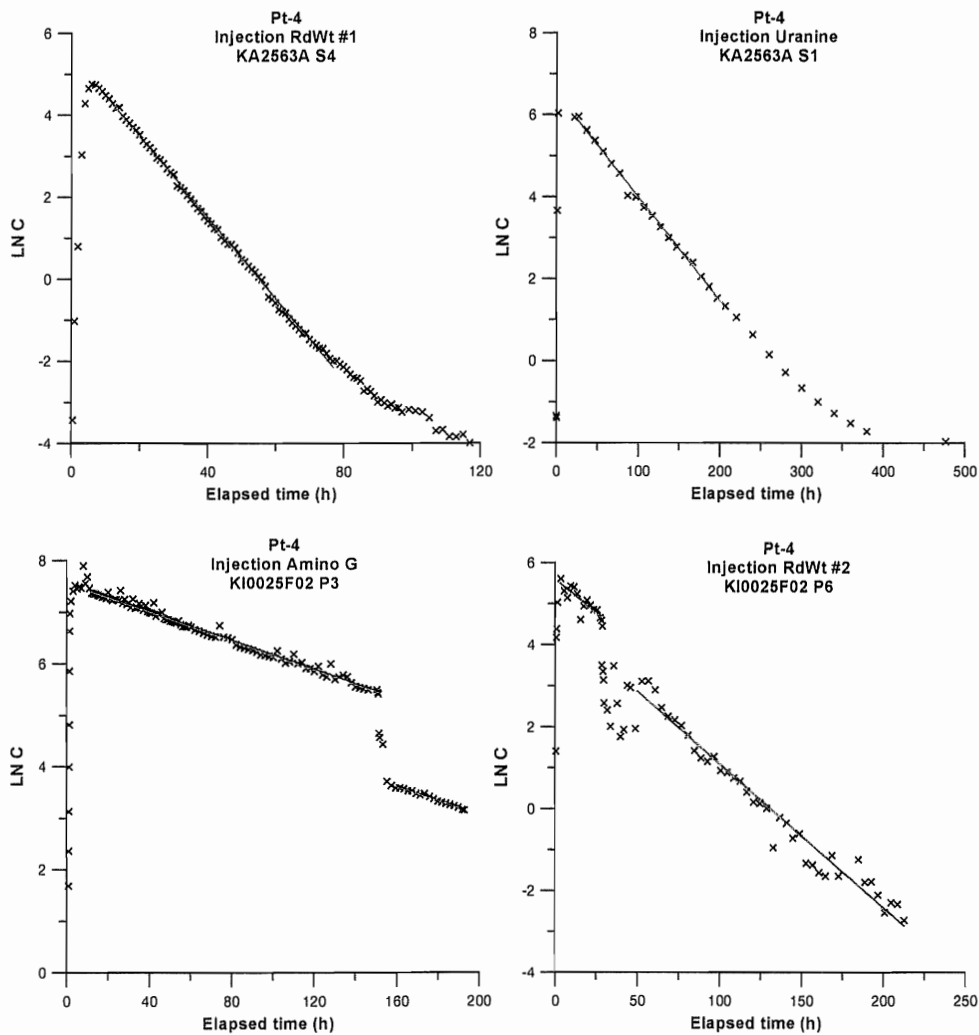 Pt-4
Injection RdWt #1
KA2563A S4
6
4
2
0
-2
-4
LN C
0 40 80 120
Elapsed time (h)
Pt-4
Injection Uranine
KA2563A S1
8
6
4
2
0
-2
LN C
0 100 200 300 400 500
Elapsed time (h)
Pt-4
Injection Amino G
KI0025F02 P3
8
6
4
2
0
LN C
0 40 80 120 160 200
Elapsed time (h)
Pt-4
Injection RdWt #2
KI0025F02 P6
6
4
2
0
-2
-4
LN C
0 50 100 150 200 250
Elapsed time (h)